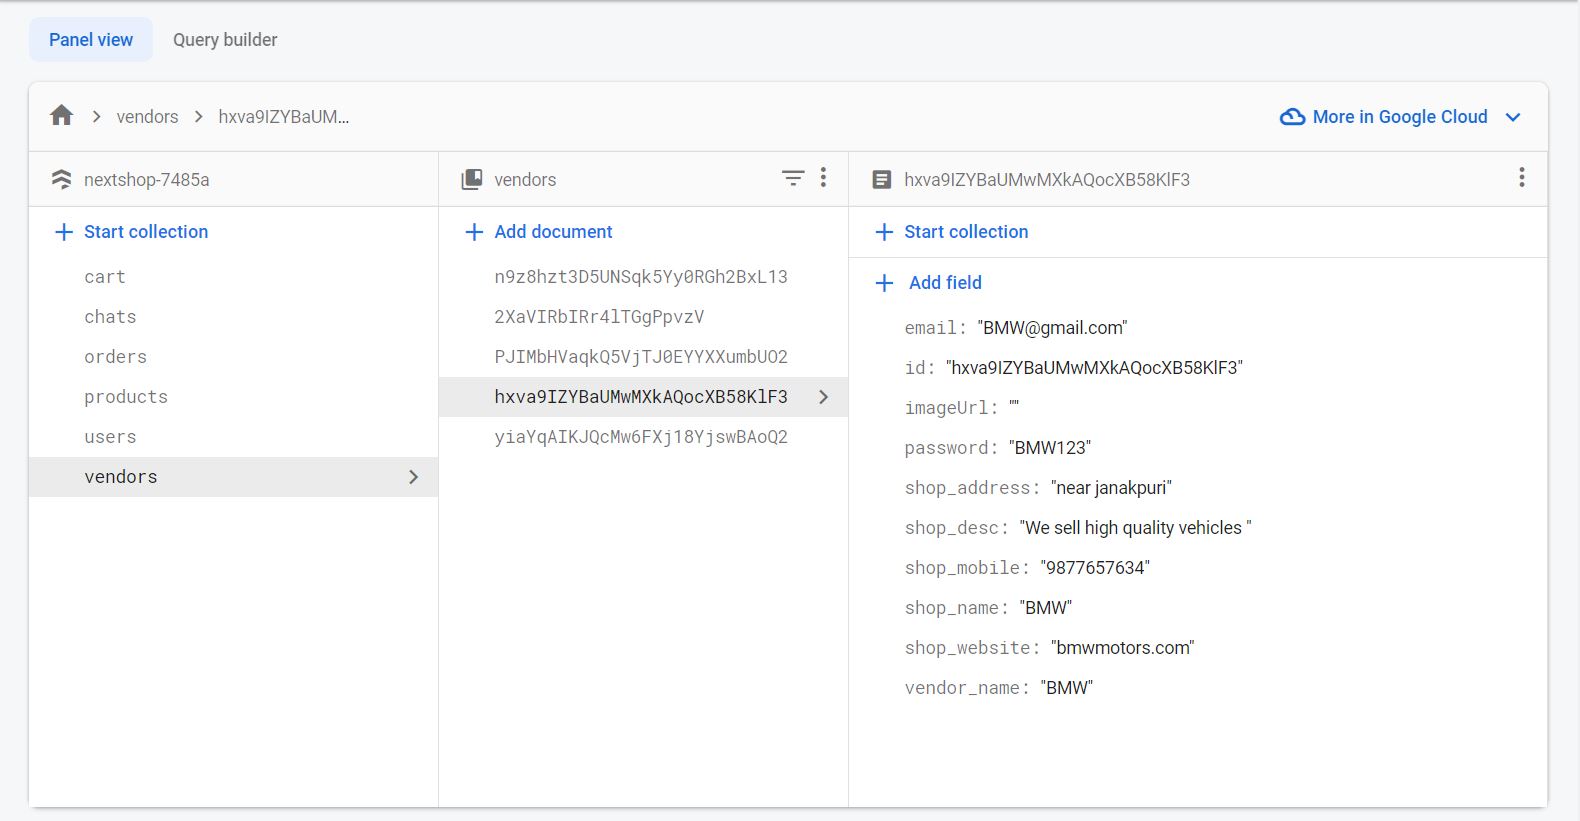 Panel view
Query builder
vendors
hxva9IZYBaUM...
More in Google Cloud
nextshop-7485a
Start collection
cart
chats
orders
products
users
vendors
vendors
Add document
n9z8hzt3D5UNSqk5Yy0RGh2BxL13
2XaVIRbIRr4lTGgPpvzV
PJIMbHVaqkQ5VjTJ0EYYXXumbUO2
hxva9IZYBaUMwMXkAQocXB58KlF3
yiaYqAIKJQcMw6FXj18YjswBAoQ2
hxva9IZYBaUMwMXkAQocXB58KlF3
Start collection
Add field
email: "BMW@gmail.com"
id: "hxva9IZYBaUMwMXkAQocXB58KlF3"
imageUrl: ""
password: "BMW123"
shop_address: "near janakpuri"
shop_desc: "We sell high quality vehicles "
shop_mobile: "9877657634"
shop_name: "BMW"
shop_website: "bmwmotors.com"
vendor_name: "BMW"